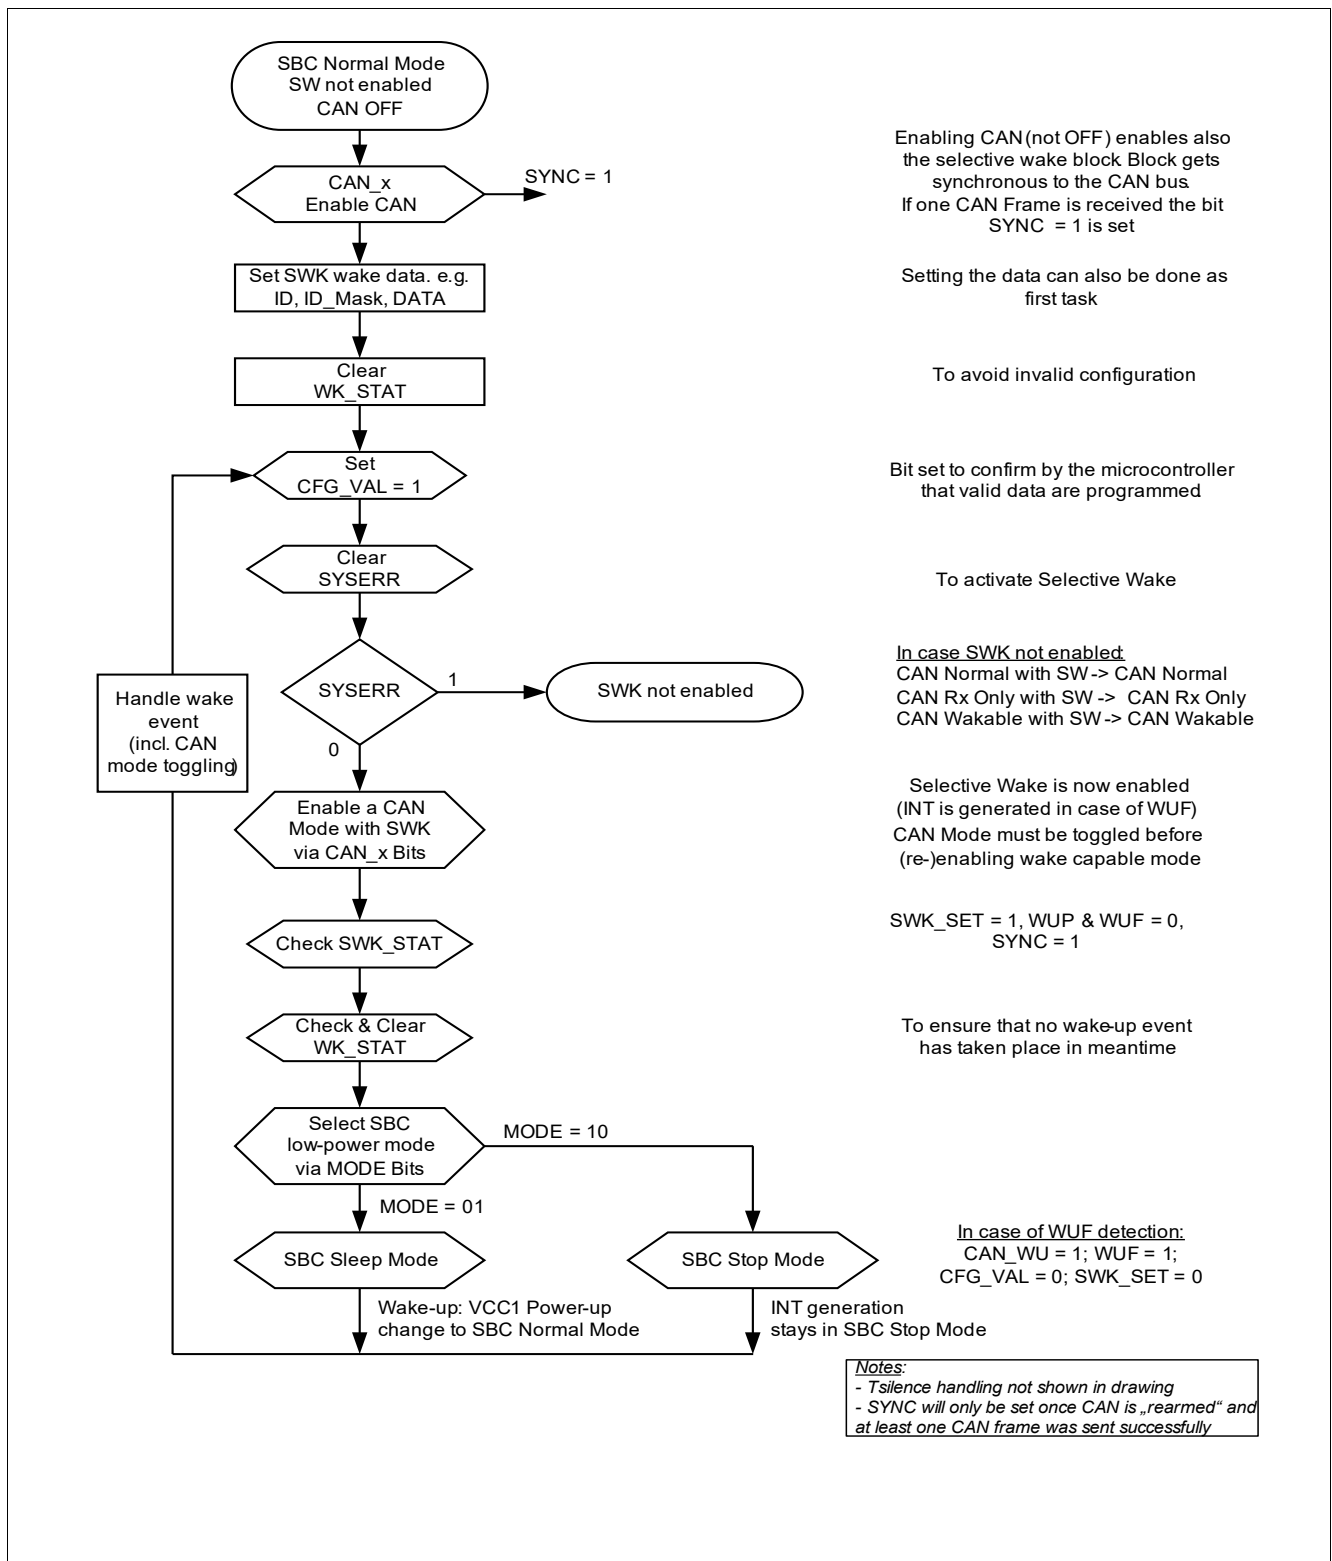 SBC Normal Mode
SW not enabled
CAN OFF
CAN_x
Enable CAN
SYNC = 1
Enabling CAN (not OFF) enables also
the selective wake block. Block gets
synchronous to the CAN bus.
If one CAN Frame is received the bit
SYNC = 1 is set
Set SWK wake data. e.g.
ID, ID_Mask, DATA
Setting the data can also be done as
first task
Clear
WK_STAT
To avoid invalid configuration
Set
CFG_VAL = 1
Bit set to confirm by the microcontroller
that valid data are programmed.
Clear
SYSERR
To activate Selective Wake
SYSERR
1
0
SWK not enabled
In case SWK not enabled:
CAN Normal with SW -> CAN Normal
CAN Rx Only with SW -> CAN Rx Only
CAN Wakable with SW -> CAN Wakable
Handle wake
event
(incl. CAN
mode toggling)
Enable a CAN
Mode with SWK
via CAN_x Bits
Selective Wake is now enabled
(INT is generated in case of WUF)
CAN Mode must be toggled before
(re-)enabling wake capable mode
Check SWK_STAT
SWK_SET = 1, WUP & WUF = 0,
SYNC = 1
Check & Clear
WK_STAT
To ensure that no wake-up event
has taken place in meantime
Select SBC
low-power mode
via MODE Bits
MODE = 10
MODE = 01
SBC Sleep Mode
SBC Stop Mode
In case of WUF detection:
CAN_WU = 1; WUF = 1;
CFG_VAL = 0; SWK_SET = 0
Wake-up: VCC1 Power-up
change to SBC Normal Mode
INT generation
stays in SBC Stop Mode
Notes:
- Tsilence handling not shown in drawing
- SYNC will only be set once CAN is „rearmed“ and
at least one CAN frame was sent successfully